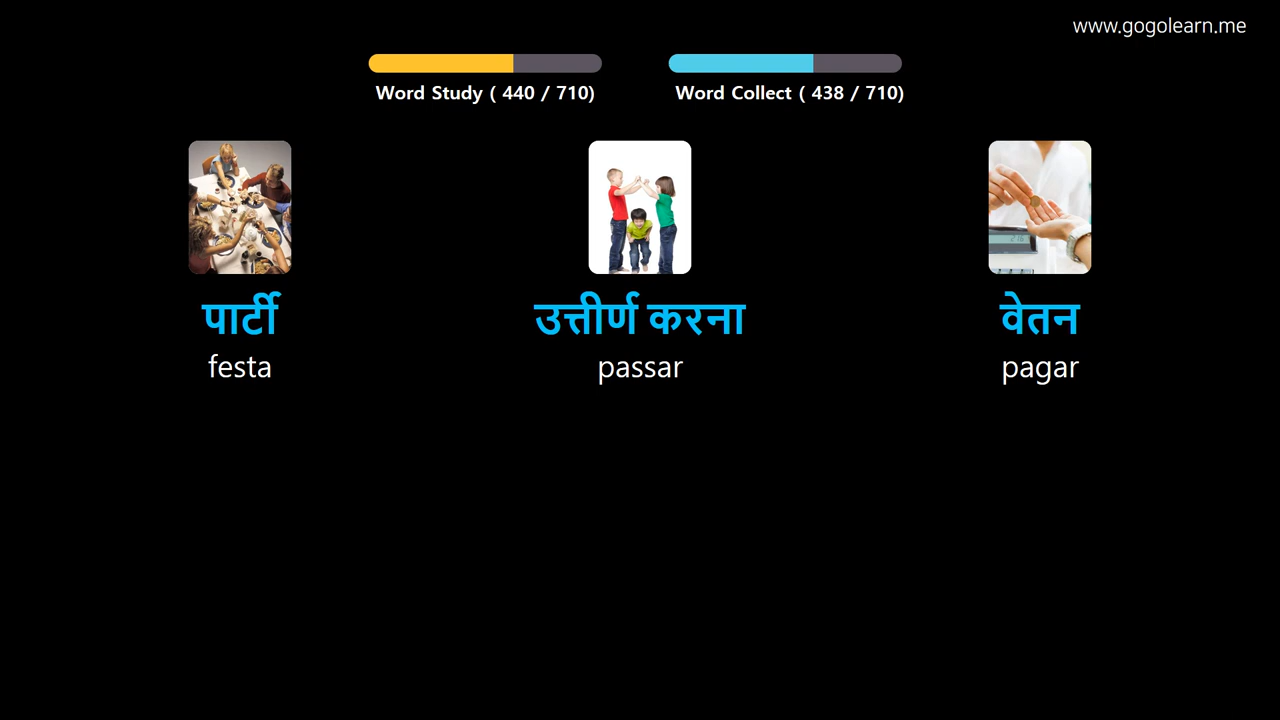 www.gogolearn.me
Word Study ( 440 / 710)
Word Collect ( 438 / 710)
पार्टी
festa
उत्तीर्ण करना
passar
वेतन
pagar